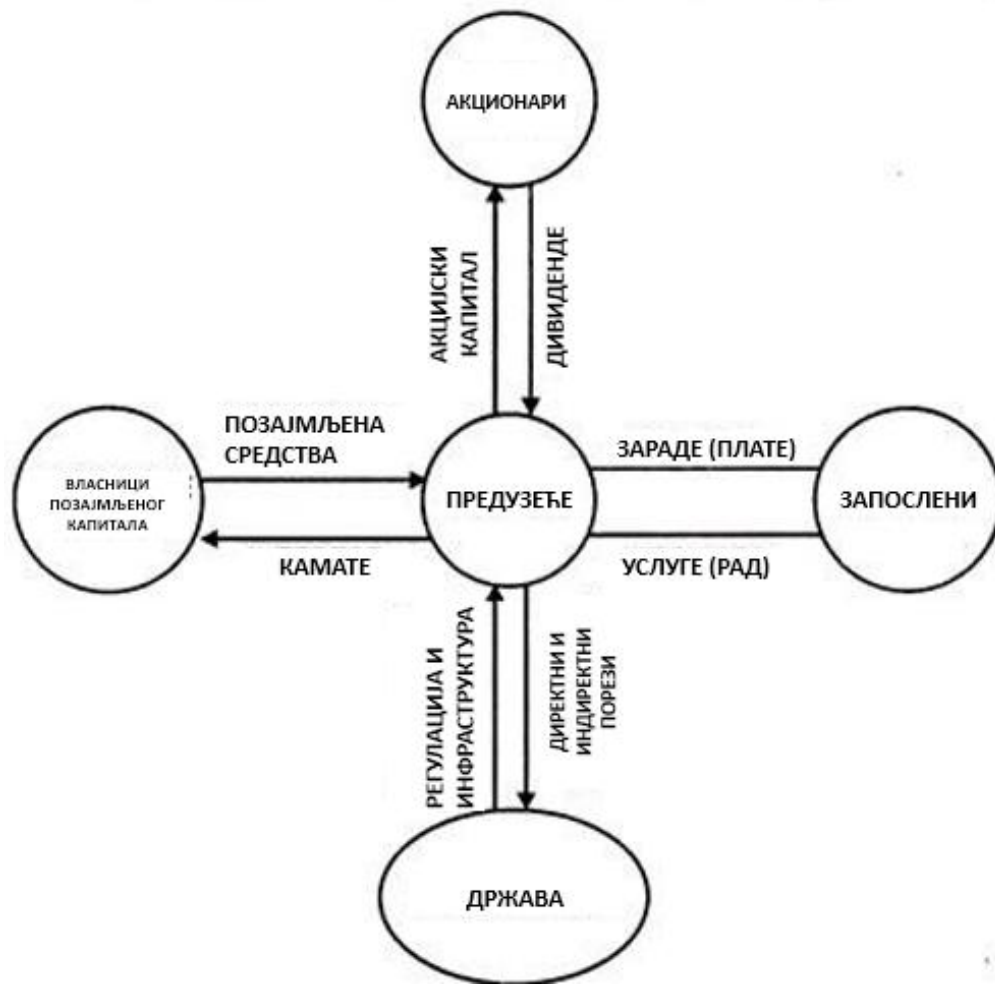 АКЦИОНАРИ
АКЦИЈСКИ
КАПИТАЛ
ДИВИДЕНДЕ
ПОЗАЈМЉЕНА
СРЕДСТВА
ВЛАСНИЦИ
ПОЗАЈМЉЕНОГ
КАПИТАЛА
КАМАТЕ
ПРЕДУЗЕЋЕ
ЗАРАДЕ (ПЛАТЕ)
УСЛУГЕ (РАД)
ЗАПОСЛЕНИ
РЕГУЛАЦИЈА И
ИНФРАСТРУКТУРА
ДИРЕКТНИ И
ИНДИРЕКТНИ
ПОРЕЗИ
ДРЖАВА